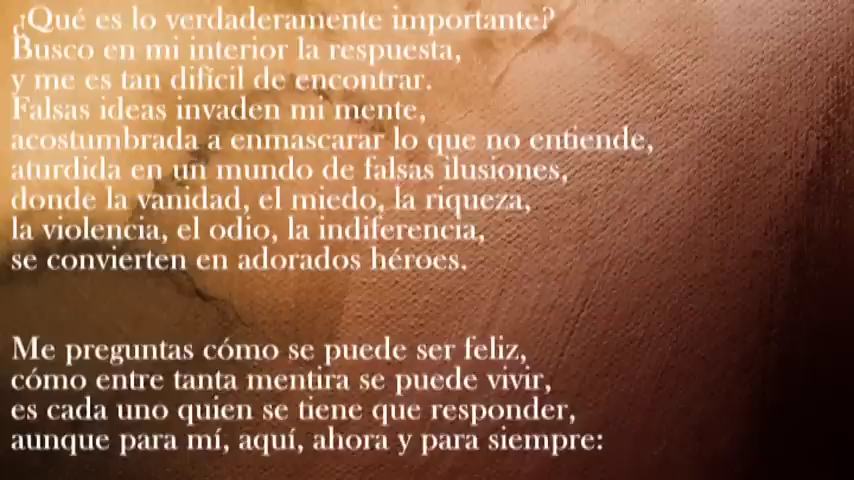 ¿Qué es lo verdaderamente importante?
Busco en mi interior la respuesta,
y me es tan difícil de encontrar.
Falsas ideas invaden mi mente,
acostumbrada a enmascarar lo que no entiende,
aturdida en un mundo de falsas ilusiones,
donde la vanidad, el miedo, la riqueza,
la violencia, el odio, la indiferencia,
se convierten en adorados héroes.
Me preguntas cómo se puede ser feliz,
cómo entre tanta mentira se puede vivir,
es cada uno quien se tiene que responder,
aunque para mí, aquí, ahora y para siempre: